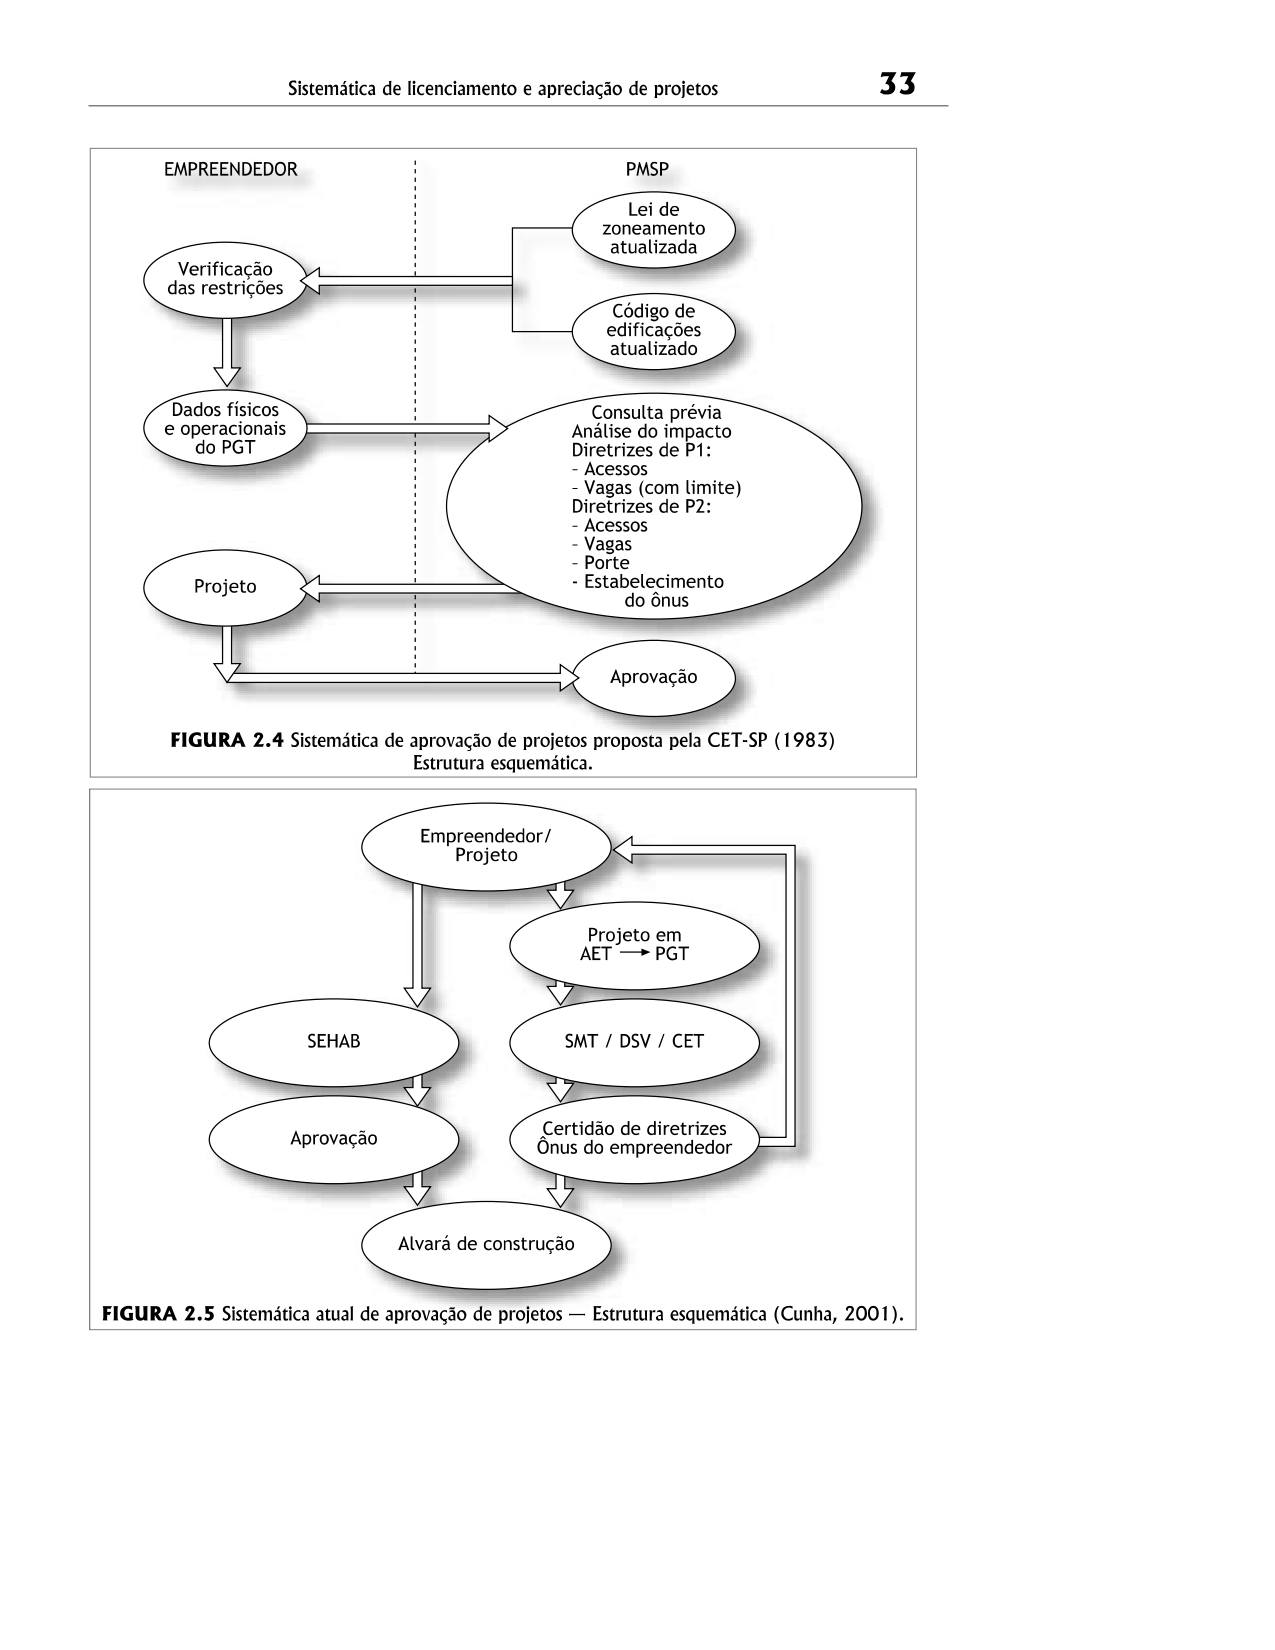 Sistemática de licenciamento e apreciação de projetos
33
EMPREENDEDOR
PMSP
Lei de
zoneamento
atualizada
Verificação
das restrições
Código de
edificações
atualizado
Dados físicos
e operacionais
do PGT
Consulta prévia
Análise do impacto
Diretrizes de P1:
- Acessos
- Vagas (com limite)
Diretrizes de P2:
- Acessos
- Vagas
- Porte
- Estabelecimento
do ônus
Projeto
Aprovação
FIGURA 2.4 Sistemática de aprovação de projetos proposta pela CET-SP (1983)
Estrutura esquemática.
Empreendedor/
Projeto
Projeto em
AET → PGT
SEHAB
SMT / DSV / CET
Aprovação
Certidão de diretrizes
Ônus do empreendedor
Alvará de construção
FIGURA 2.5 Sistemática atual de aprovação de projetos — Estrutura esquemática (Cunha, 2001).